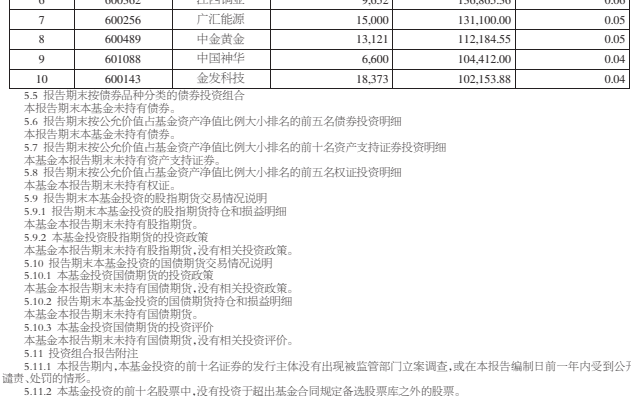 7 600256 广汇能源 15,000 131,100.00 0.05
8 600489 中金黄金 13,121 112,184.55 0.05
9 601088 中国神华 6,600 104,412.00 0.04
10 600143 金发科技 18,373 102,153.88 0.04
5.5 报告期末按债券品种分类的债券投资组合
本报告期末本基金未持有债券。
5.6 报告期末按公允价值占基金资产净值比例大小排名的前五名债券投资明细
本报告期末本基金未持有债券。
5.7 报告期末按公允价值占基金资产净值比例大小排名的前十名资产支持证券投资明细
本基金本报告期末未持有资产支持证券。
5.8 报告期末按公允价值占基金资产净值比例大小排名的前五名权证投资明细
本基金本报告期末未持有权证。
5.9 报告期末本基金投资的股指期货交易情况说明
5.9.1 报告期末本基金投资的股指期货持仓和损益明细
本基金本报告期末未持有股指期货。
5.9.2 本基金投资股指期货的投资政策
本基金本报告期末未持有股指期货,没有相关投资政策。
5.10 报告期末本基金投资的国债期货交易情况说明
5.10.1 本基金投资国债期货的投资政策
本基金本报告期末未持有国债期货,没有相关投资政策。
5.10.2 报告期末本基金投资的国债期货持仓和损益明细
本基金本报告期末未持有国债期货。
5.10.3 本基金投资国债期货的投资评价
本基金本报告期末未持有国债期货,没有相关投资评价。
5.11 投资组合报告附注
5.11.1 本报告期内,本基金投资的前十名证券的发行主体没有出现被监管部门立案调查,或在本报告编制日前一年内受到公开
谴责、处罚的情形。
5.11.2 本基金投资的前十名股票中,没有投资于超出基金合同规定备选股票库之外的股票。